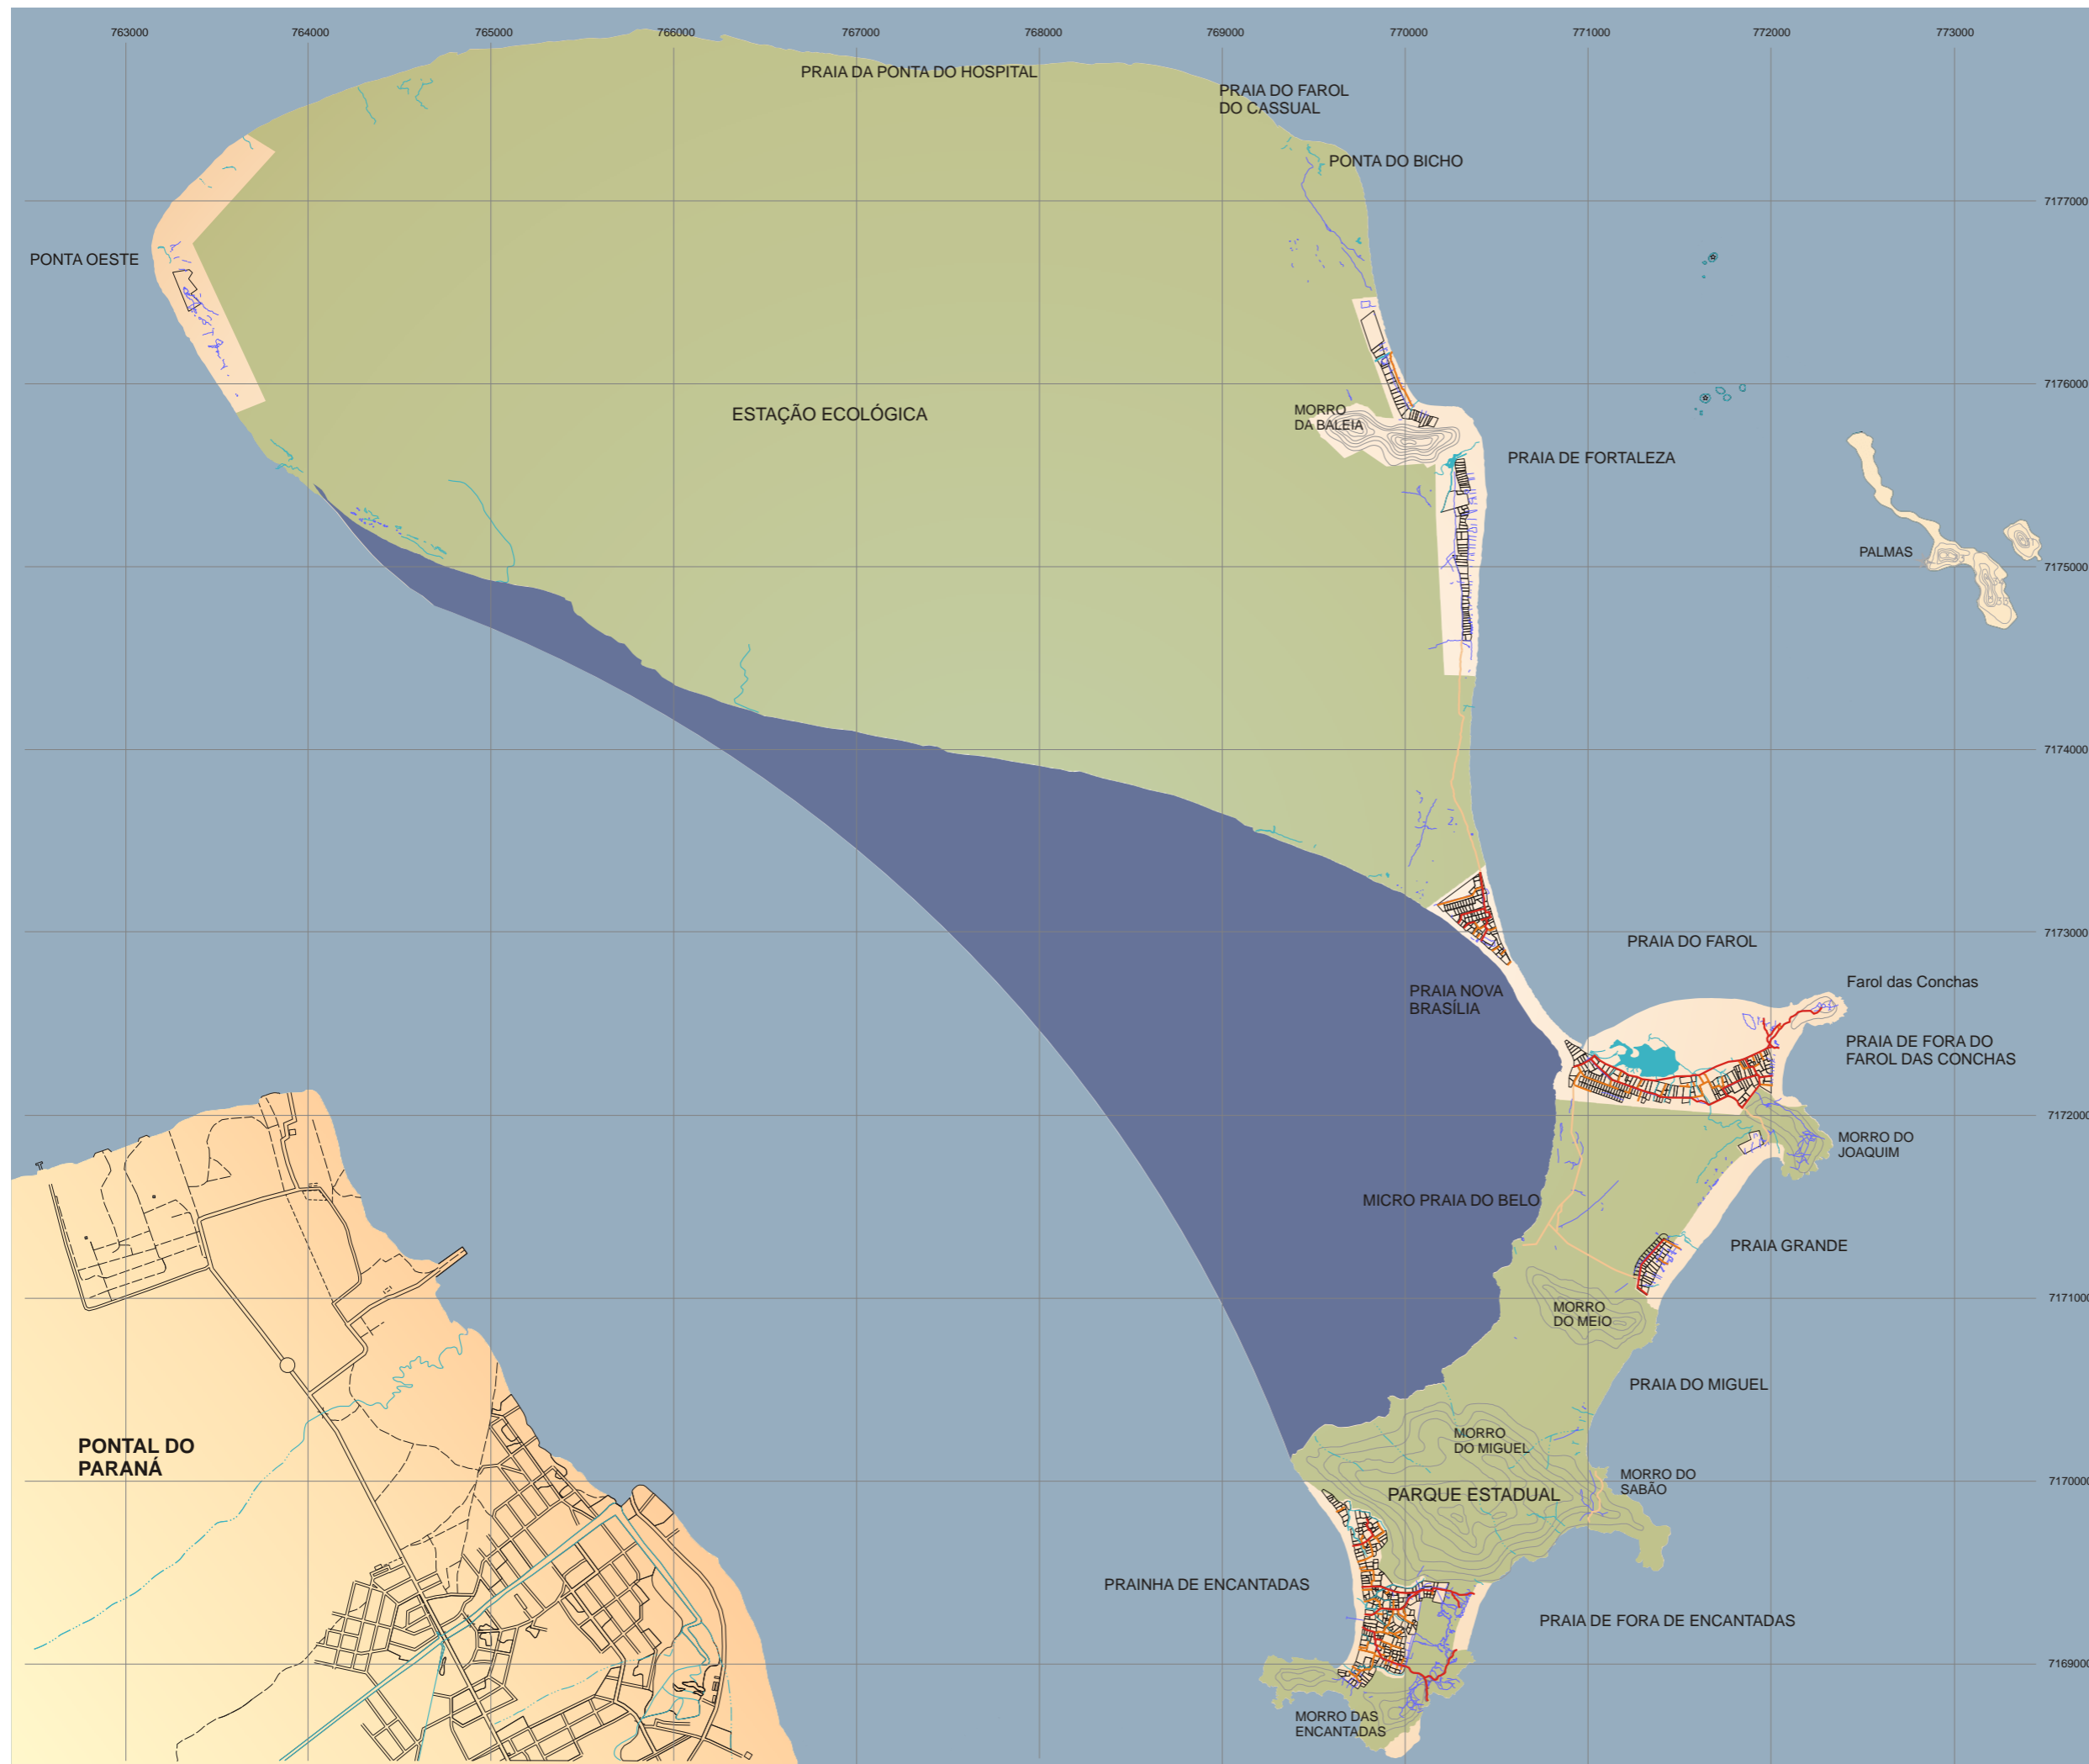 763000 764000 765000 766000 767000 768000 769000 770000 771000 772000 773000
PRAIA DA PONTA DO HOSPITAL
PRAIA DO FAROL
DO CASSUAL
PONTA DO BICHO
7177000
PONTA OESTE
7176000
ESTAÇÃO ECOLÓGICA
MORRO
DA BALEIA
PRAIA DE FORTALEZA
PALMAS
7175000
7174000
7173000
PRAIA DO FAROL
PRAIA NOVA
BRASÍLIA
Farol das Conchas
PRAIA DE FORA DO
FAROL DAS CONCHAS
7172000
MORRO DO
JOAQUIM
MICRO PRAIA DO BELO
PRAIA GRANDE
7171000
MORRO
DO MEIO
PRAIA DO MIGUEL
PONTAL DO
PARANÁ
MORRO
DO MIGUEL
MORRO DO
SABÃO
7170000
PARQUE ESTADUAL
PRAINHA DE ENCANTADAS
PRAIA DE FORA DE ENCANTADAS
7169000
MORRO DAS
ENCANTADAS